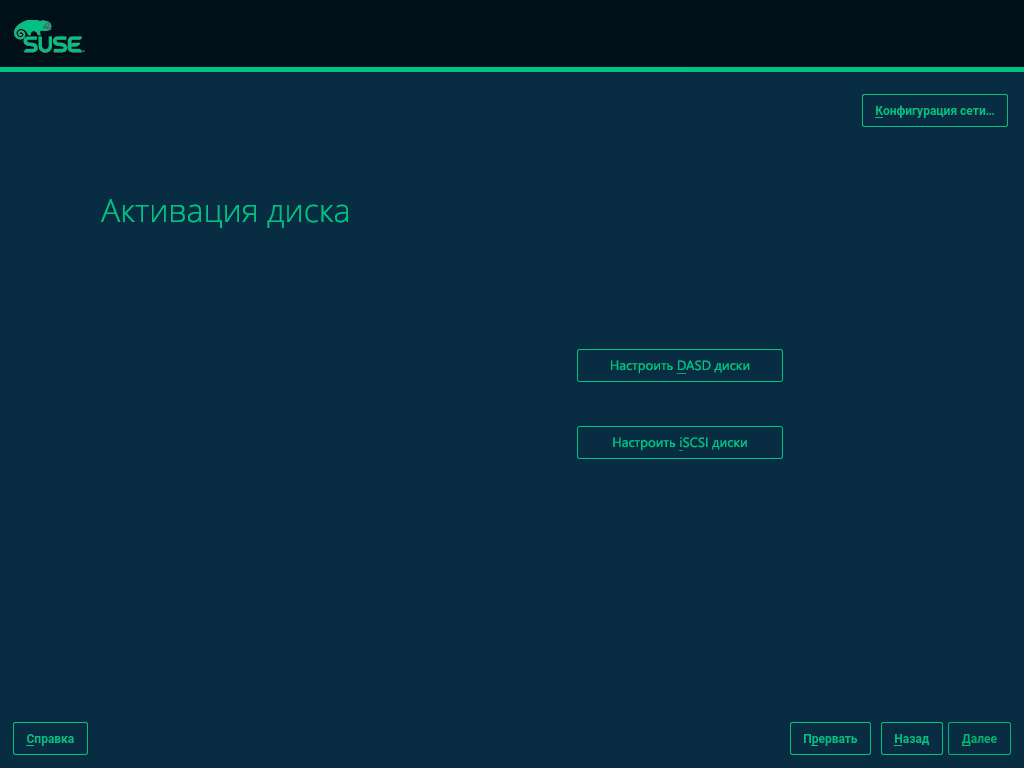 SUSE
Конфигурация сети...
Активация диска
Настроить DASD диски
Настроить iSCSI диски
Справка
Прервать
Назад
Далее